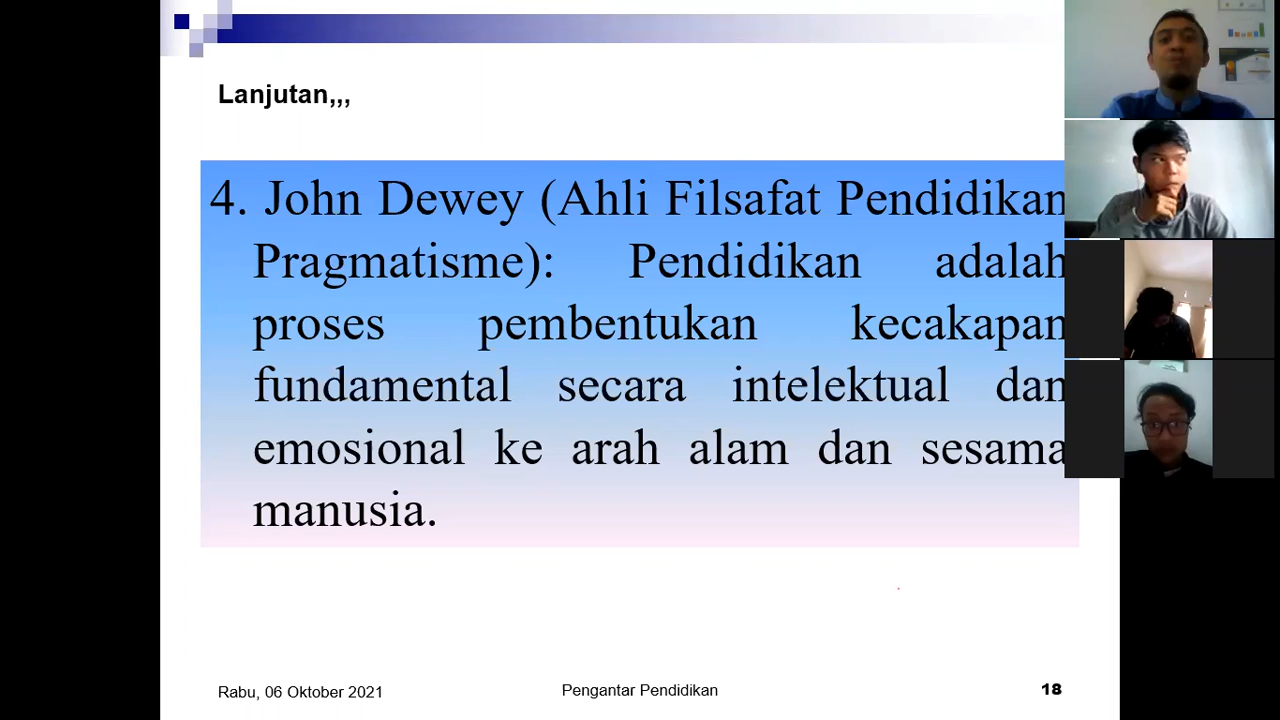 Lanjutan,,,
4. John Dewey (Ahli Filsafat Pendidikan
Pragmatisme): Pendidikan adalah
proses pembentukan kecakapan
fundamental secara intelektual dan
emosional ke arah alam dan sesama
manusia.
Rabu, 06 Oktober 2021
Pengantar Pendidikan
18